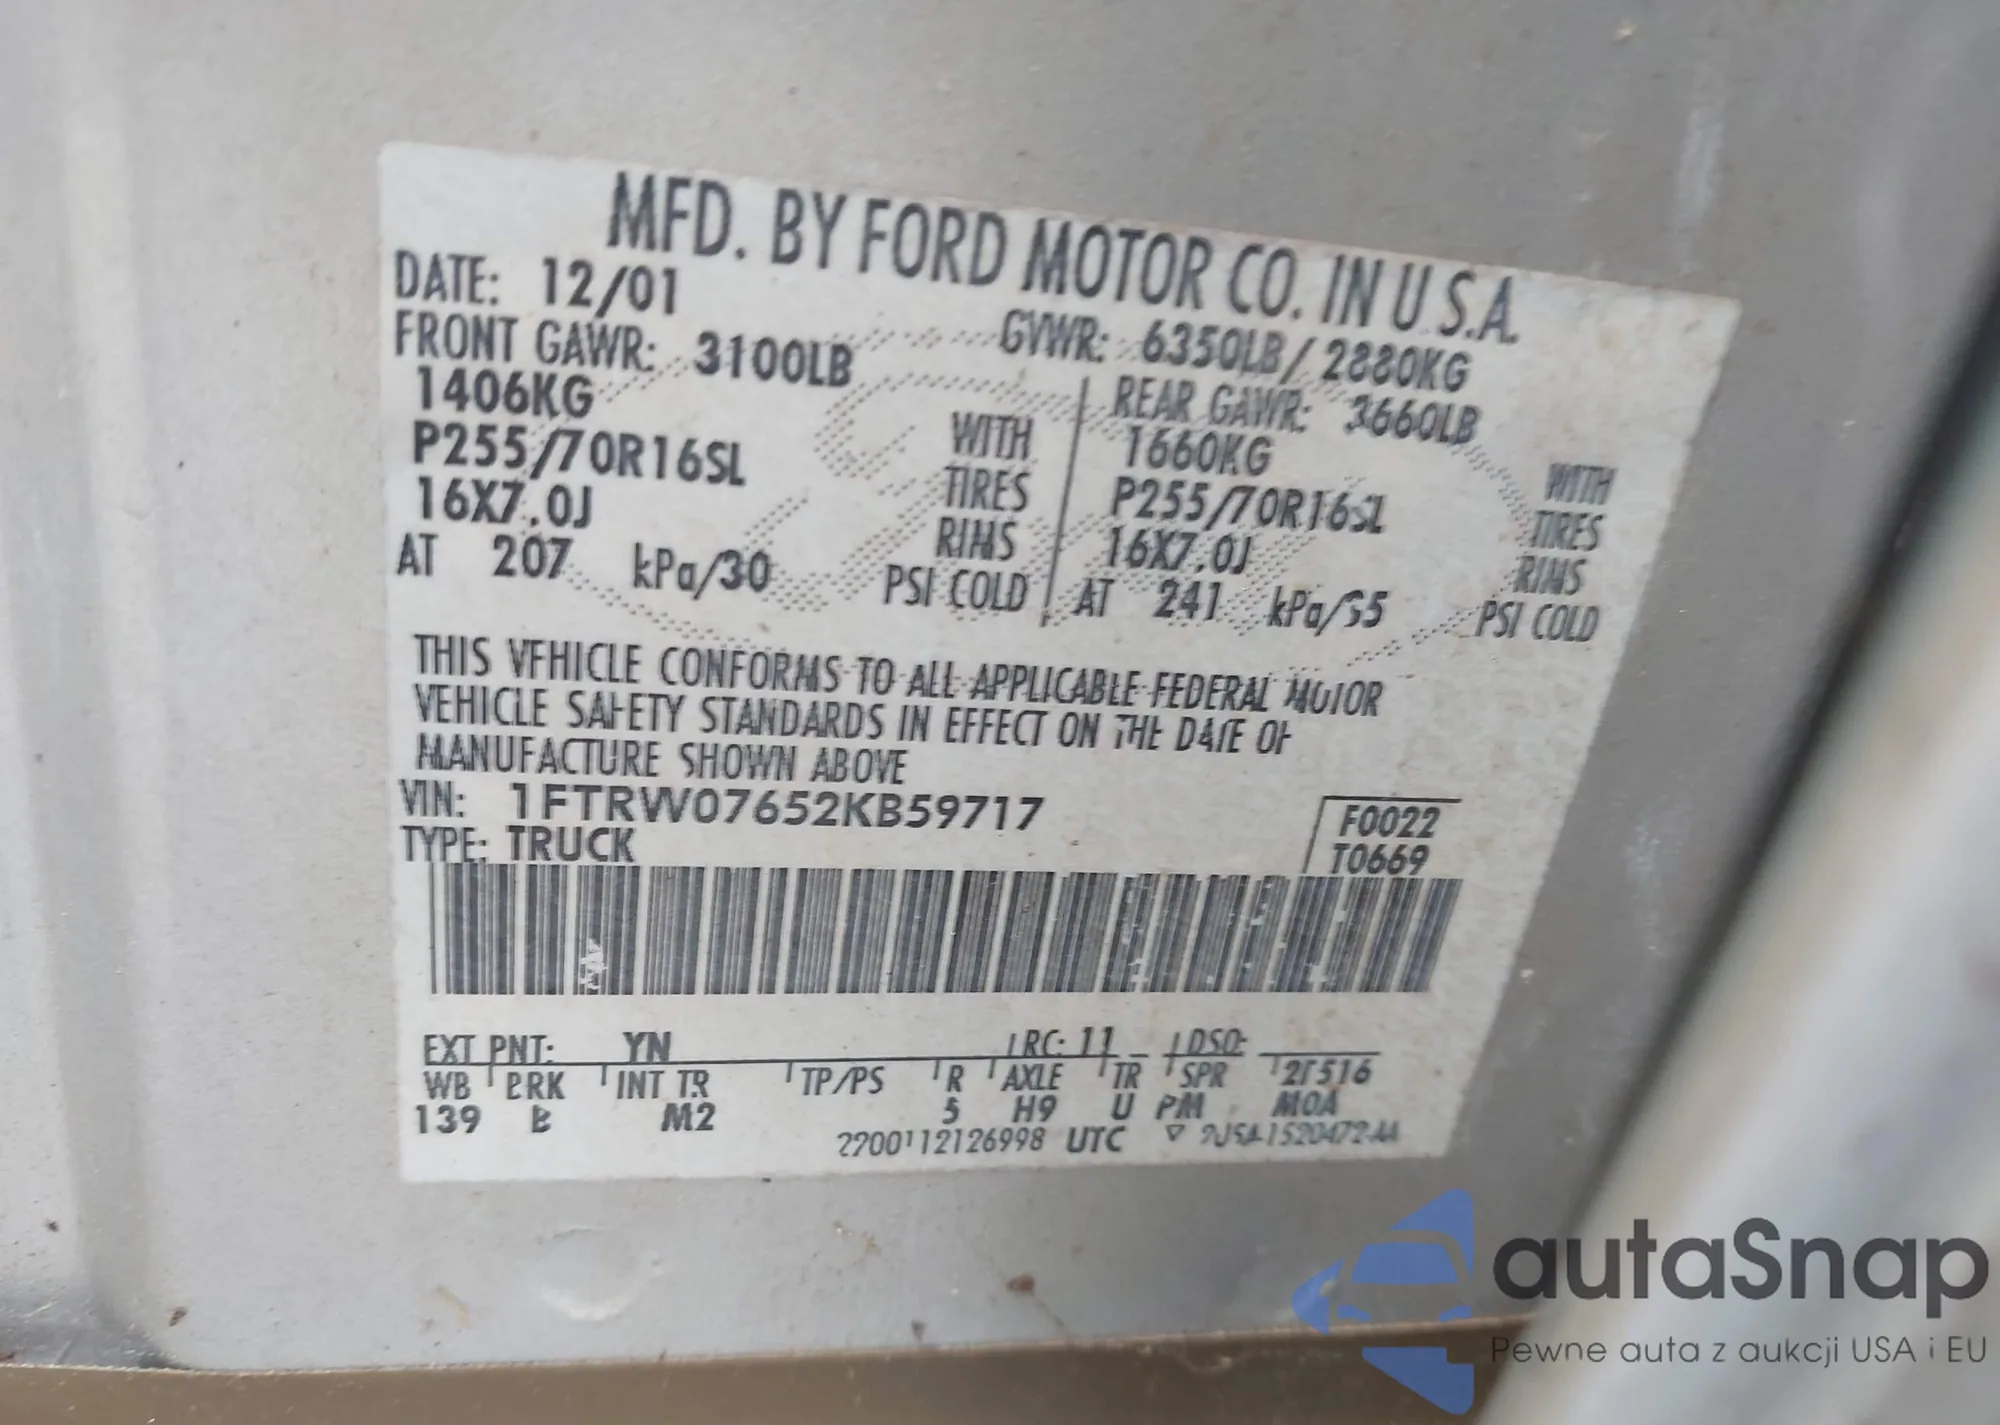 MFD. BY FORD MOTOR CO. IN U.S.A.
DATE: 12/01 GVWR: 6350LB/2880KG
FRONT GAWR: 3100LB REAR GAWR: 3660LB
1406KG WITH 1660KG WITH
P255/70R16SL TIRES P255/70R16SL TIRES
16X7.0J RIMS 16X7.0J RIMS
AT 207 kPa/30 PSI COLD AT 241 kPa/35 PSI COLD
THIS VEHICLE CONFORMS TO ALL APPLICABLE FEDERAL MOTOR
VEHICLE SAFETY STANDARDS IN EFFECT ON THE DATE OF
MANUFACTURE SHOWN ABOVE
VIN: 1FTRW07652KB59717 F0022
TYPE: TRUCK T0669
EXT PNT: YN RC: 11 DSO:
WB BRK INT TR TP/PS R AXLE TR SPR
139 B M2 5 H9 U PM MOA
UTC
autaSnap
Pewne auta z aukcji USA i EU